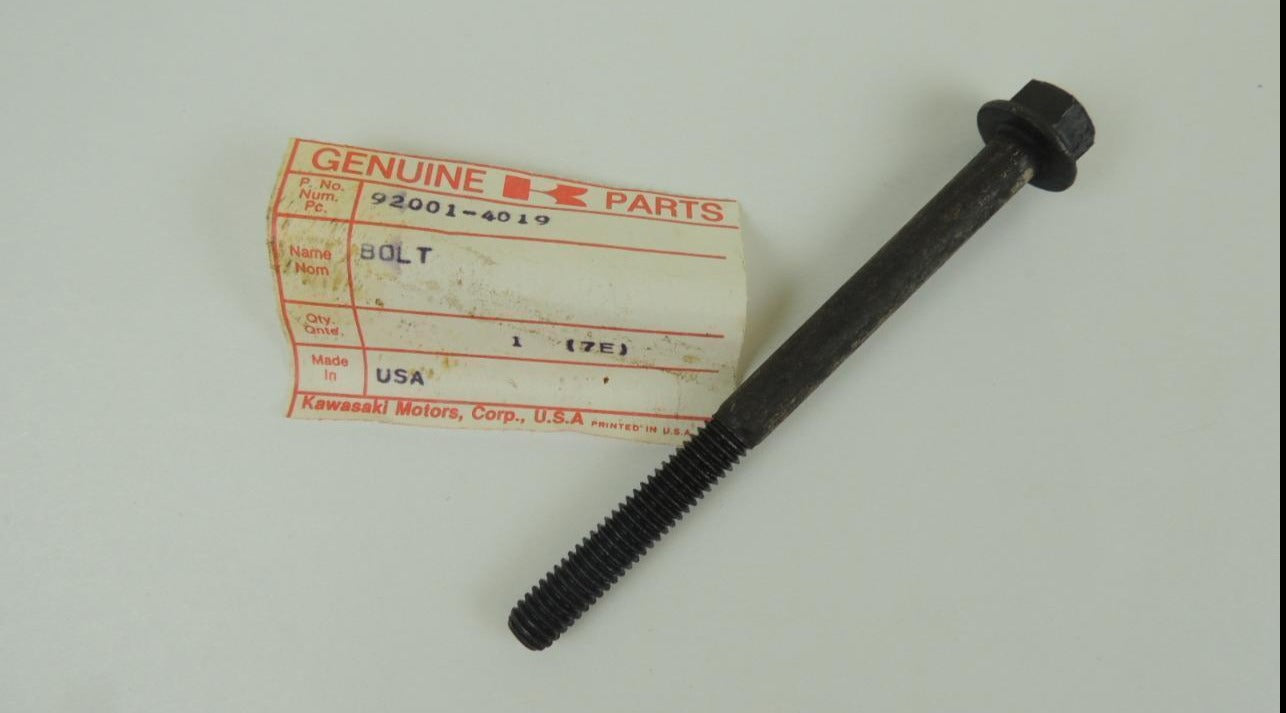 GENUINE K PARTS
P. No.
Num.
Pc.
92001-4019
Name
Nom
BOLT
Qty.
Qnté.
1 (7E)
Made
In
USA
Kawasaki Motors, Corp., U.S.A PRINTED IN U.S.A.